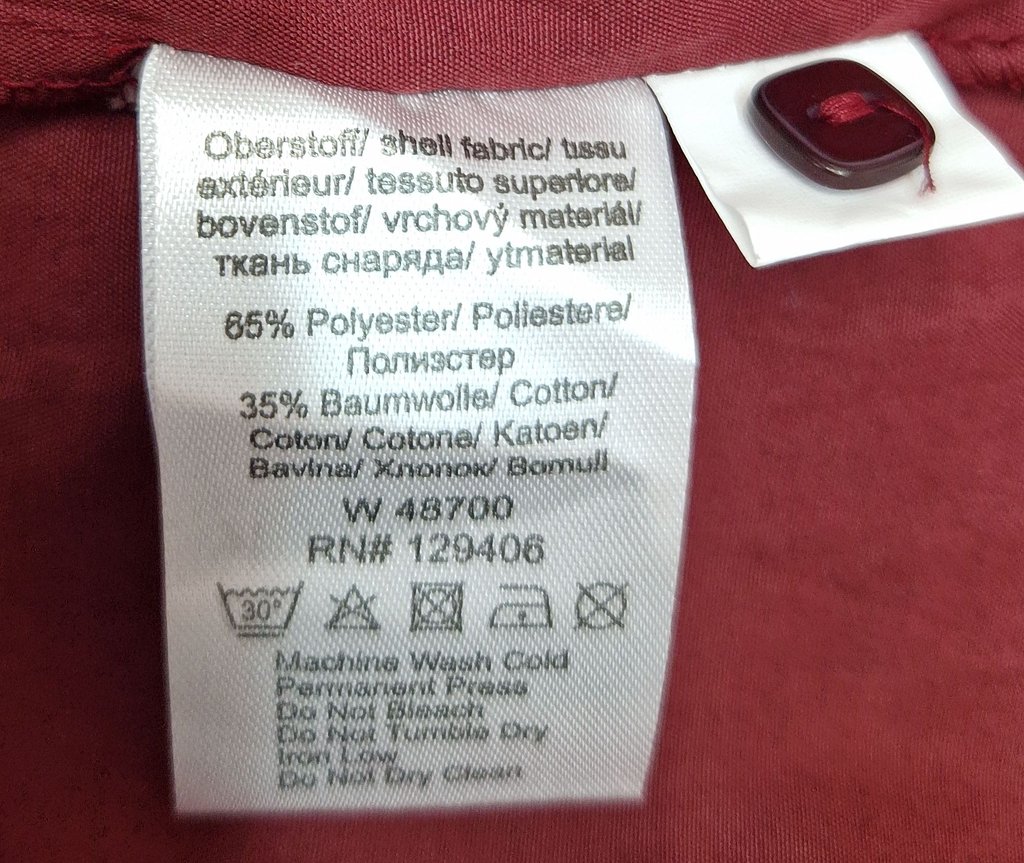 Oberstoff/ shell fabric/ tissu
extérieur/ tessuto superiore/
bovenstof/ vrchový materiál/
ткань снаряда/ ytmaterial
65% Polyester/ Poliestere/
Полиэстер
35% Baumwolle/ Cotton/
Coton/ Cotone/ Katoen/
Bavlna/ Хлопок/ Bomull
W 48700
RN# 129406
30°
Machine Wash Cold
Permanent Press
Do Not Bleach
Do Not Tumble Dry
Iron Low
Do Not Dry Clean